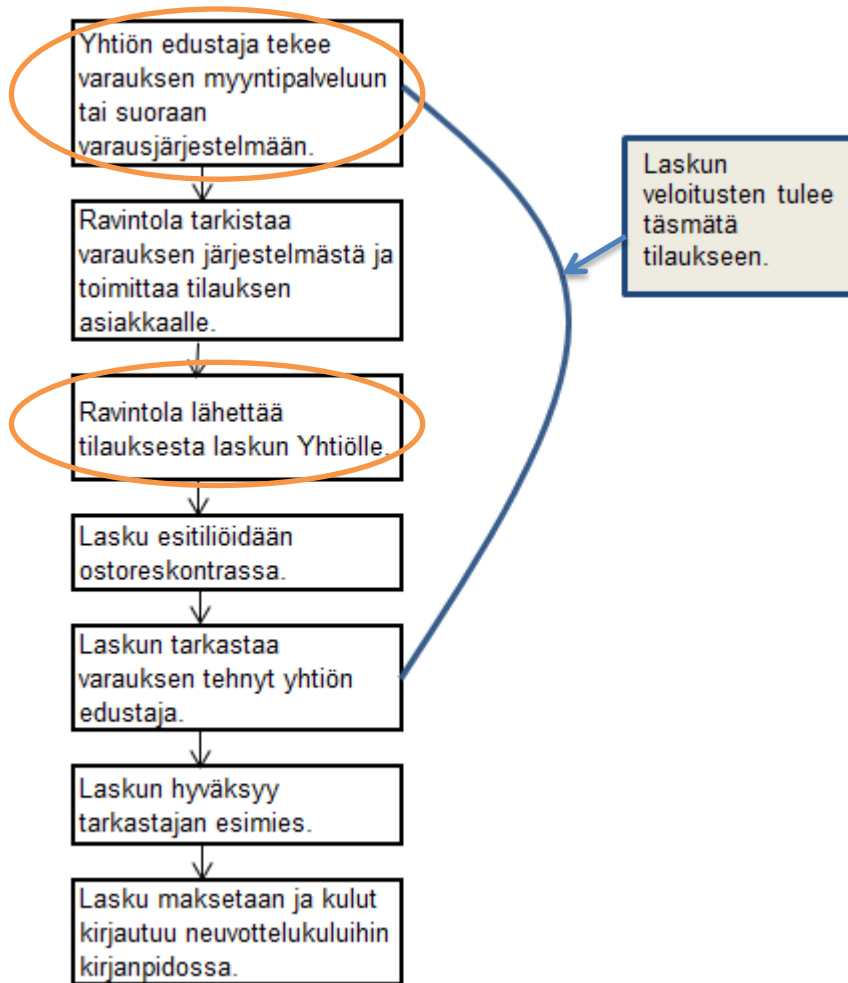 Yhtiön edustaja tekee
varauksen myyntipalveluun
tai suoraan
varausjärjestelmään.
Laskun
veloitusten tulee
täsmätä
tilaukseen.
Ravintola tarkistaa
varauksen järjestelmästä ja
toimittaa tilauksen
asiakkaalle.
Ravintola lähettää
tilauksesta laskun Yhtiölle.
Lasku esitiliöidään
ostoreskontrassa.
Laskun tarkastaa
varauksen tehnyt yhtiön
edustaja.
Laskun hyväksyy
tarkastajan esimies.
Lasku maksetaan ja kulut
kirjautuu neuvottelukuluihin
kirjanpidossa.